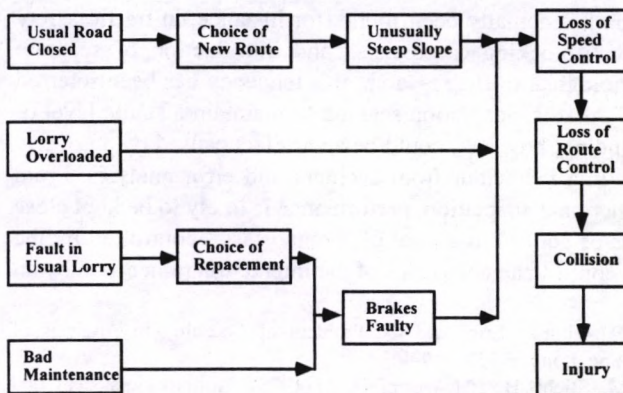 Usual Road
Closed
Choice of
New Route
Unusually
Steep Slope
Loss of
Speed
Control
Lorry
Overloaded
Loss of
Route
Control
Fault in
Usual Lorry
Choice of
Repacement
Collision
Brakes
Faulty
Bad
Maintenance
Injury